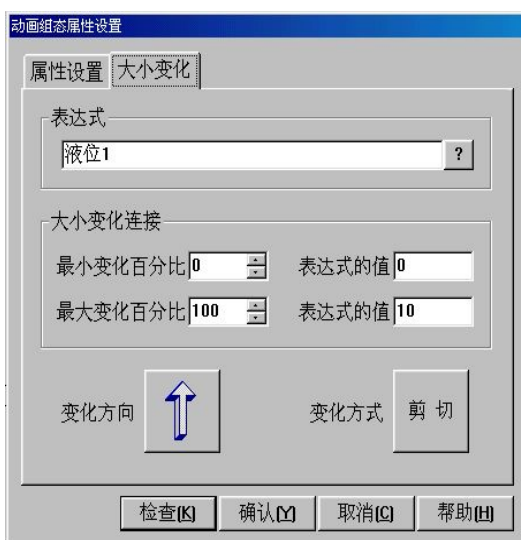 动画组态属性设置
属性设置 大小变化
表达式
液位1 ?
大小变化连接
最小变化百分比 0 表达式的值 0
最大变化百分比 100 表达式的值 10
变化方向 变化方式 剪切
检查(K) 确认(Y) 取消(C) 帮助(H)